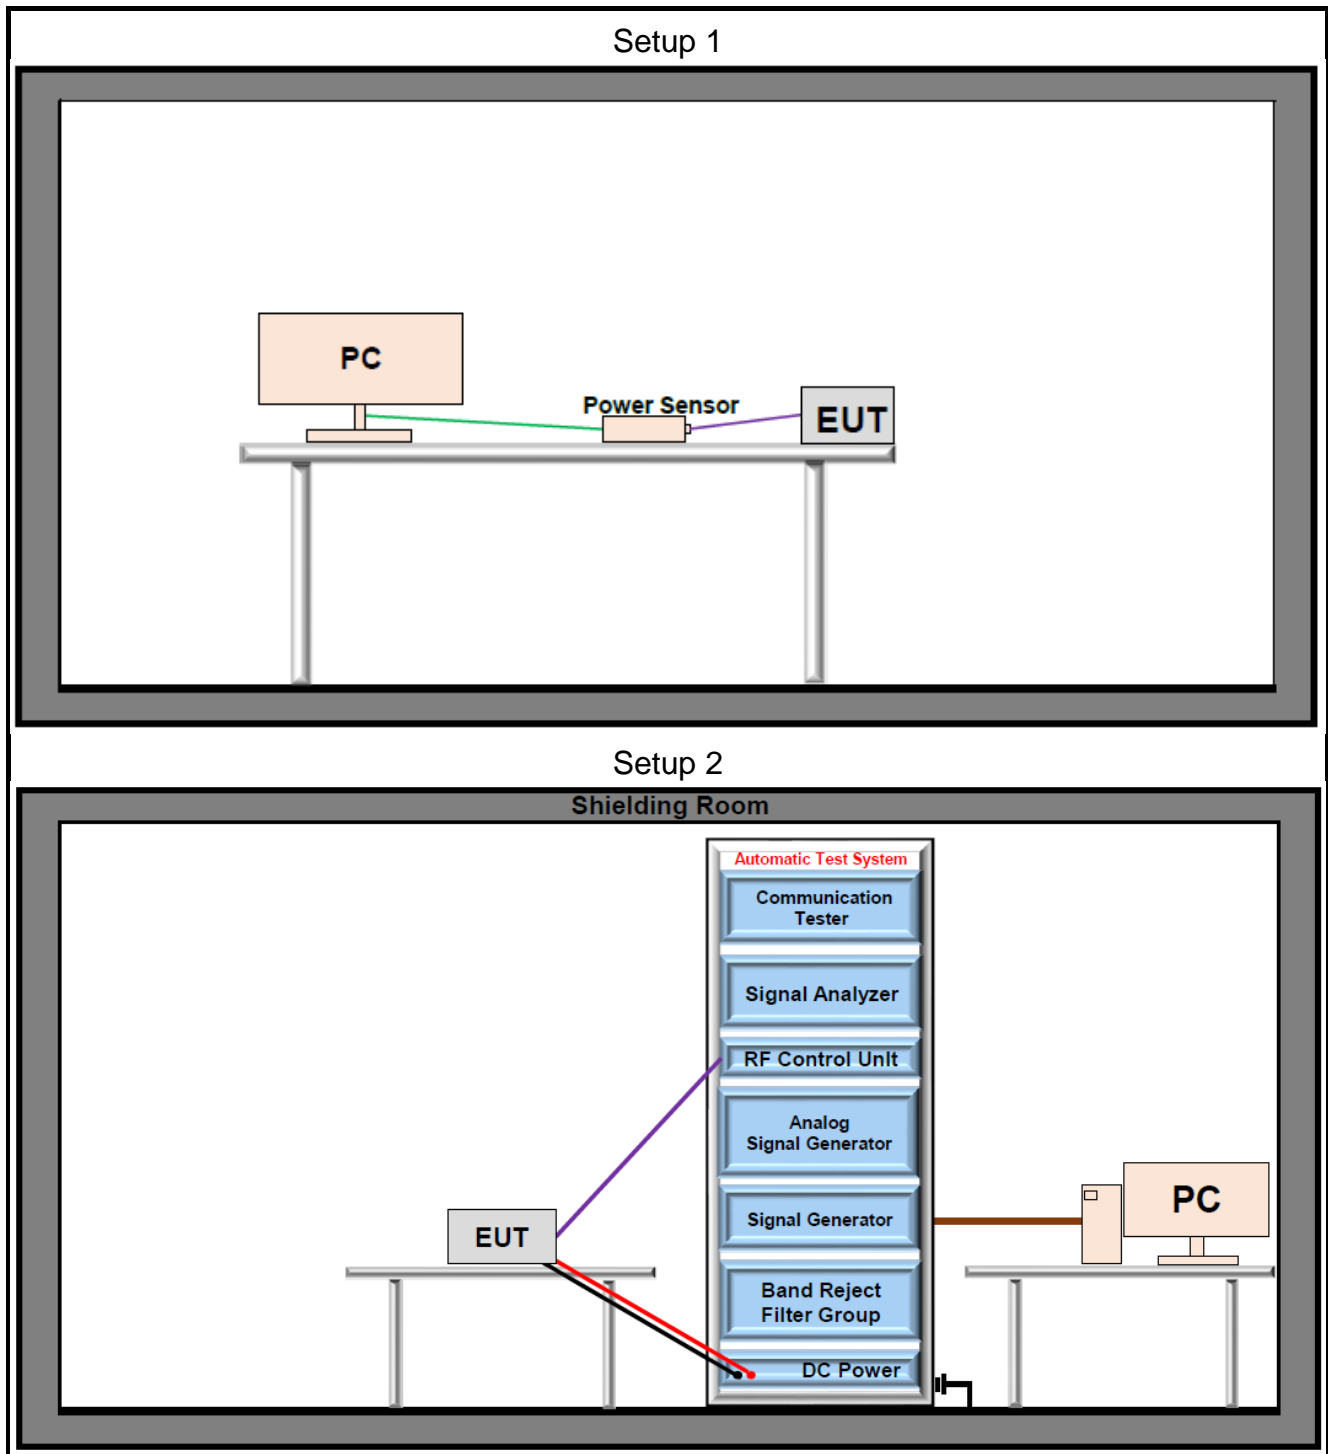 Setup 1
PC
Power Sensor
EUT
Setup 2
Shielding Room
Automatic Test System
Communication
Tester
Signal Analyzer
RF Control UnIt
Analog
Signal Generator
Signal Generator
Band Reject
Filter Group
DC Power
EUT
PC